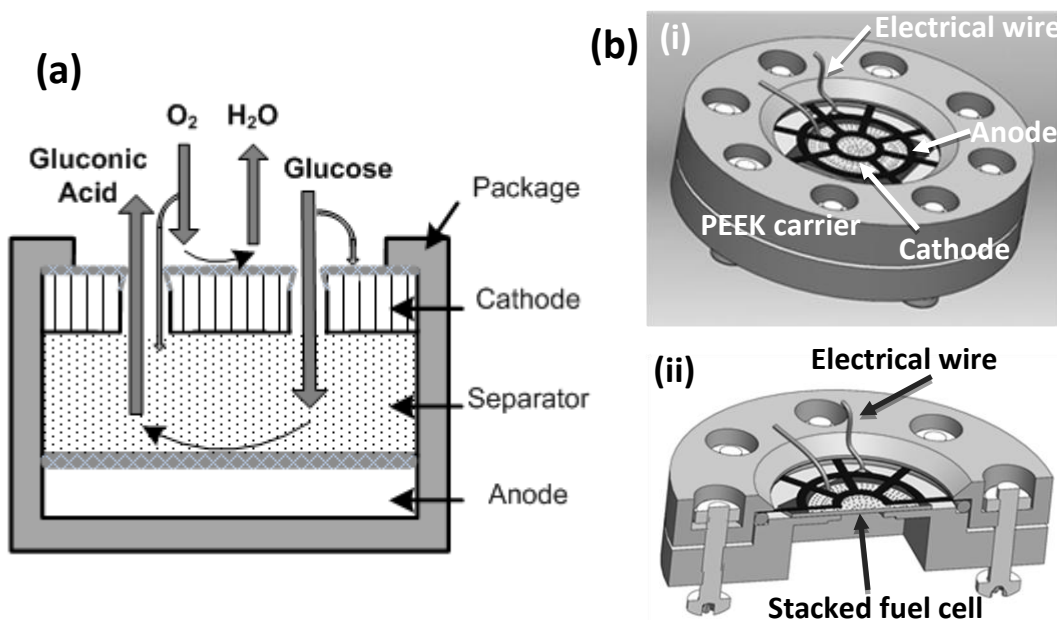 (a)
O₂ H₂O
Gluconic
Acid
Glucose
Package
Cathode
Separator
Anode
(b)
(i)
Electrical wire
Anode
PEEK carrier
Cathode
(ii)
Electrical wire
Stacked fuel cell